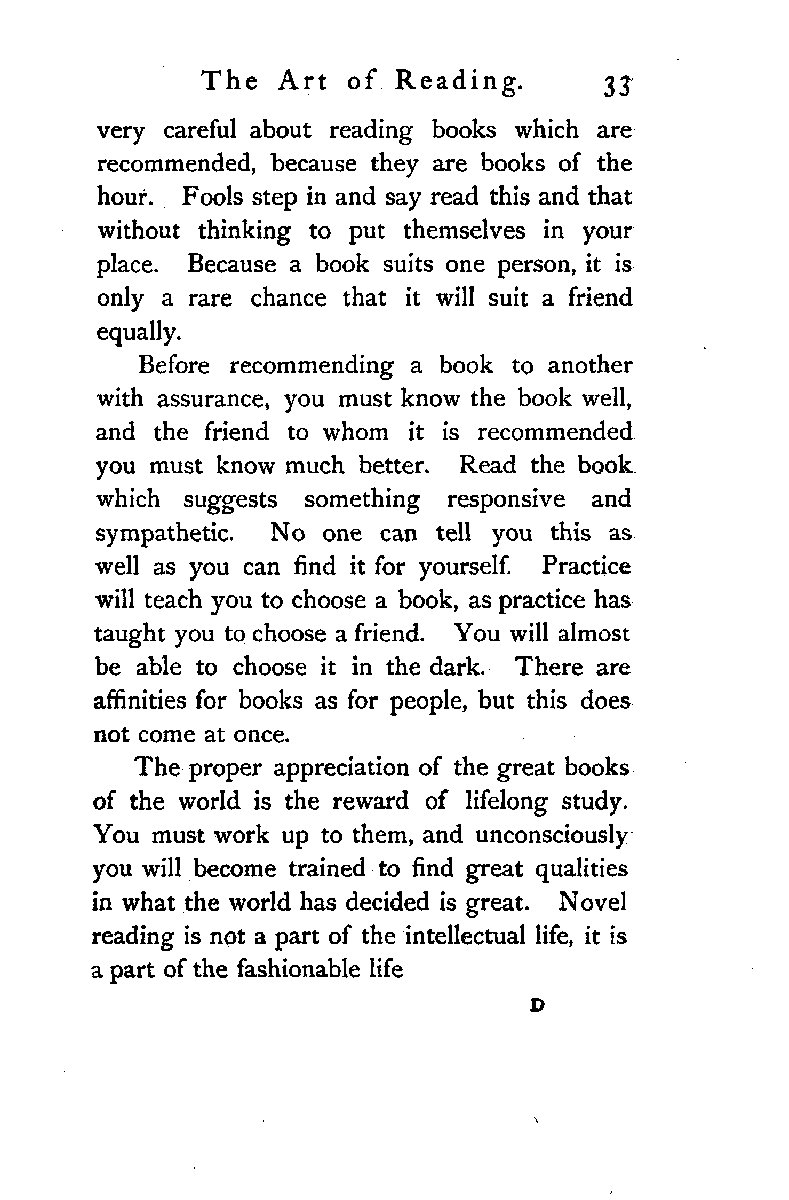 The Art of Reading. 33
very careful about reading books which are
recommended, because they are books of the
hour. Fools step in and say read this and that
without thinking to put themselves in your
place. Because a book suits one person, it is
only a rare chance that it will suit a friend
equally.
Before recommending a book to another
with assurance, you must know the book well,
and the friend to whom it is recommended
you must know much better. Read the book
which suggests something responsive and
sympathetic. No one can tell you this as
well as you can find it for yourself. Practice
will teach you to choose a book, as practice has
taught you to choose a friend. You will almost
be able to choose it in the dark. There are
affinities for books as for people, but this does
not come at once.
The proper appreciation of the great books
of the world is the reward of lifelong study.
You must work up to them, and unconsciously
you will become trained to find great qualities
in what the world has decided is great. Novel
reading is not a part of the intellectual life, it is
a part of the fashionable life
D